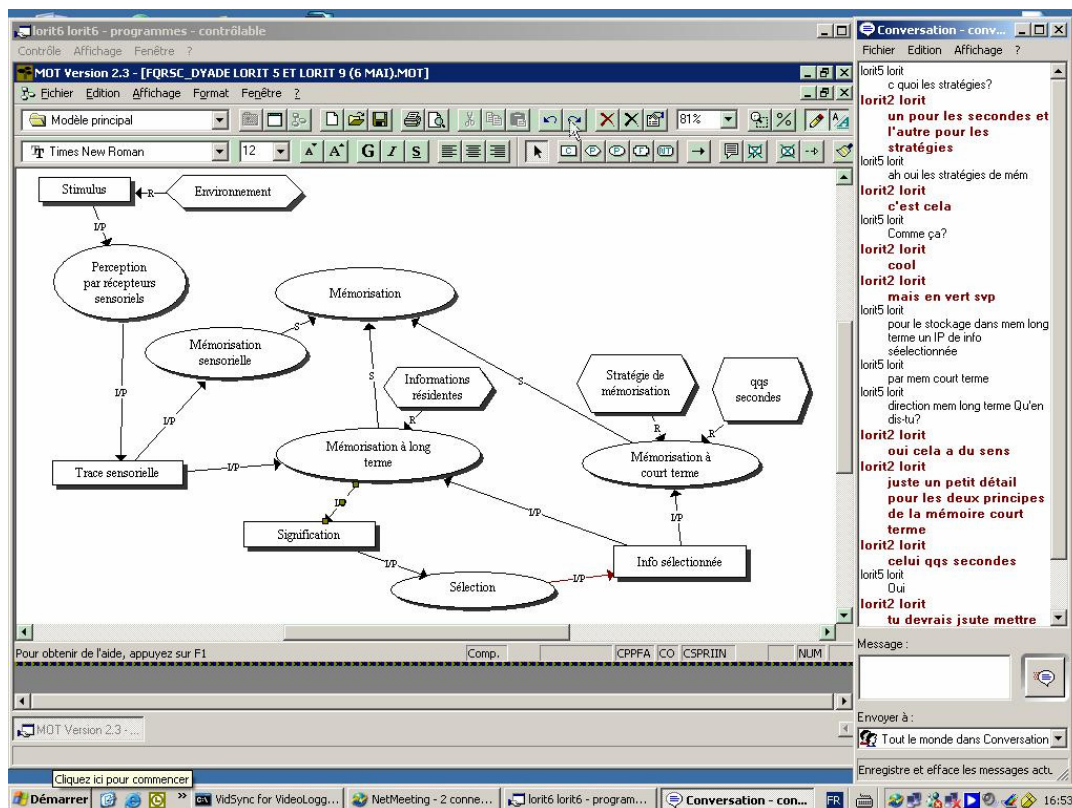 lorit6 lorit6 - programmes - contrôlable
Contrôle Affichage Fenêtre ?
MOT Version 2.3 - [FQRSC_DYADE LORIT 5 ET LORIT 9 (6 MAI).MOT]
Fichier Edition Affichage Format Fenêtre ?
Modèle principal
81%
Times New Roman
12
G I S
C P P F INT
Stimulus
R
Environnement
I/P
Perception
par récepteurs
sensoriels
Mémorisation
S
Mémorisation
sensorielle
I/P
I/P
S
S
Informations
résidentes
R
Stratégie de
mémorisation
R
qqs
secondes
R
Mémorisation à long
terme
Mémorisation à
court terme
Trace sensorielle
I/P
I/P
I/P
I/P
Signification
I/P
Info sélectionnée
Sélection
I/P
Pour obtenir de l'aide, appuyez sur F1
Comp.
CPPFA CO CSPRIIN
NUM
MOT Version 2.3 - ...
Cliquez ici pour commencer
Conversation - conv...
Fichier Edition Affichage ?
lorit5 lorit
c quoi les stratégies?
lorit2 lorit
un pour les secondes et
l'autre pour les
stratégies
lorit5 lorit
ah oui les stratégies de mém
lorit2 lorit
c'est cela
lorit5 lorit
Comme ça?
lorit2 lorit
cool
lorit2 lorit
mais en vert svp
lorit5 lorit
pour le stockage dans mem long
terme un IP de info
séelectionnée
lorit5 lorit
par mem court terme
lorit5 lorit
direction mem long terme Qu'en
dis-tu?
lorit2 lorit
oui cela a du sens
lorit2 lorit
juste un petit détail
pour les deux principes
de la mémoire court
terme
lorit2 lorit
celui qqs secondes
lorit5 lorit
Oui
lorit2 lorit
tu devrais jsute mettre
Message :
Envoyer à :
Tout le monde dans Conversation
Enregistre et efface les messages actu
Démarrer
»
VidSync for VideoLogg...
NetMeeting - 2 conne...
lorit6 lorit6 - program...
Conversation - con...
FR
16:53